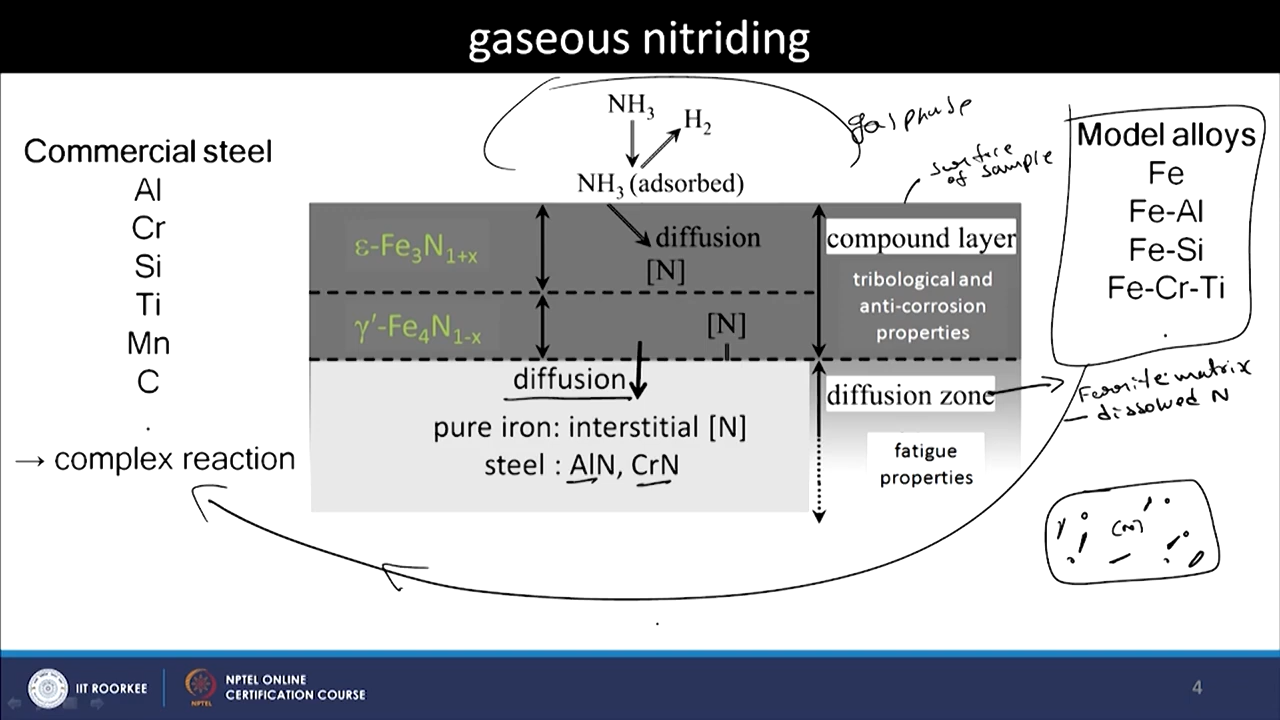 gaseous nitriding
Commercial steel
Al
Cr
Si
Ti
Mn
C
.
→ complex reaction
NH₃
H₂
NH₃ (adsorbed)
gas phase
surface
of sample
ε-Fe₃N₁₊ₓ
diffusion
[N]
γ′-Fe₄N₁₋ₓ
[N]
compound layer
tribological and
anti-corrosion
properties
diffusion
pure iron: interstitial [N]
steel : AlN, CrN
diffusion zone
fatigue
properties
Model alloys
Fe
Fe-Al
Fe-Si
Fe-Cr-Ti
.
Ferrite matrix
– dissolved N
[N]
IIT ROORKEE
NPTEL
NPTEL ONLINE
CERTIFICATION COURSE
4